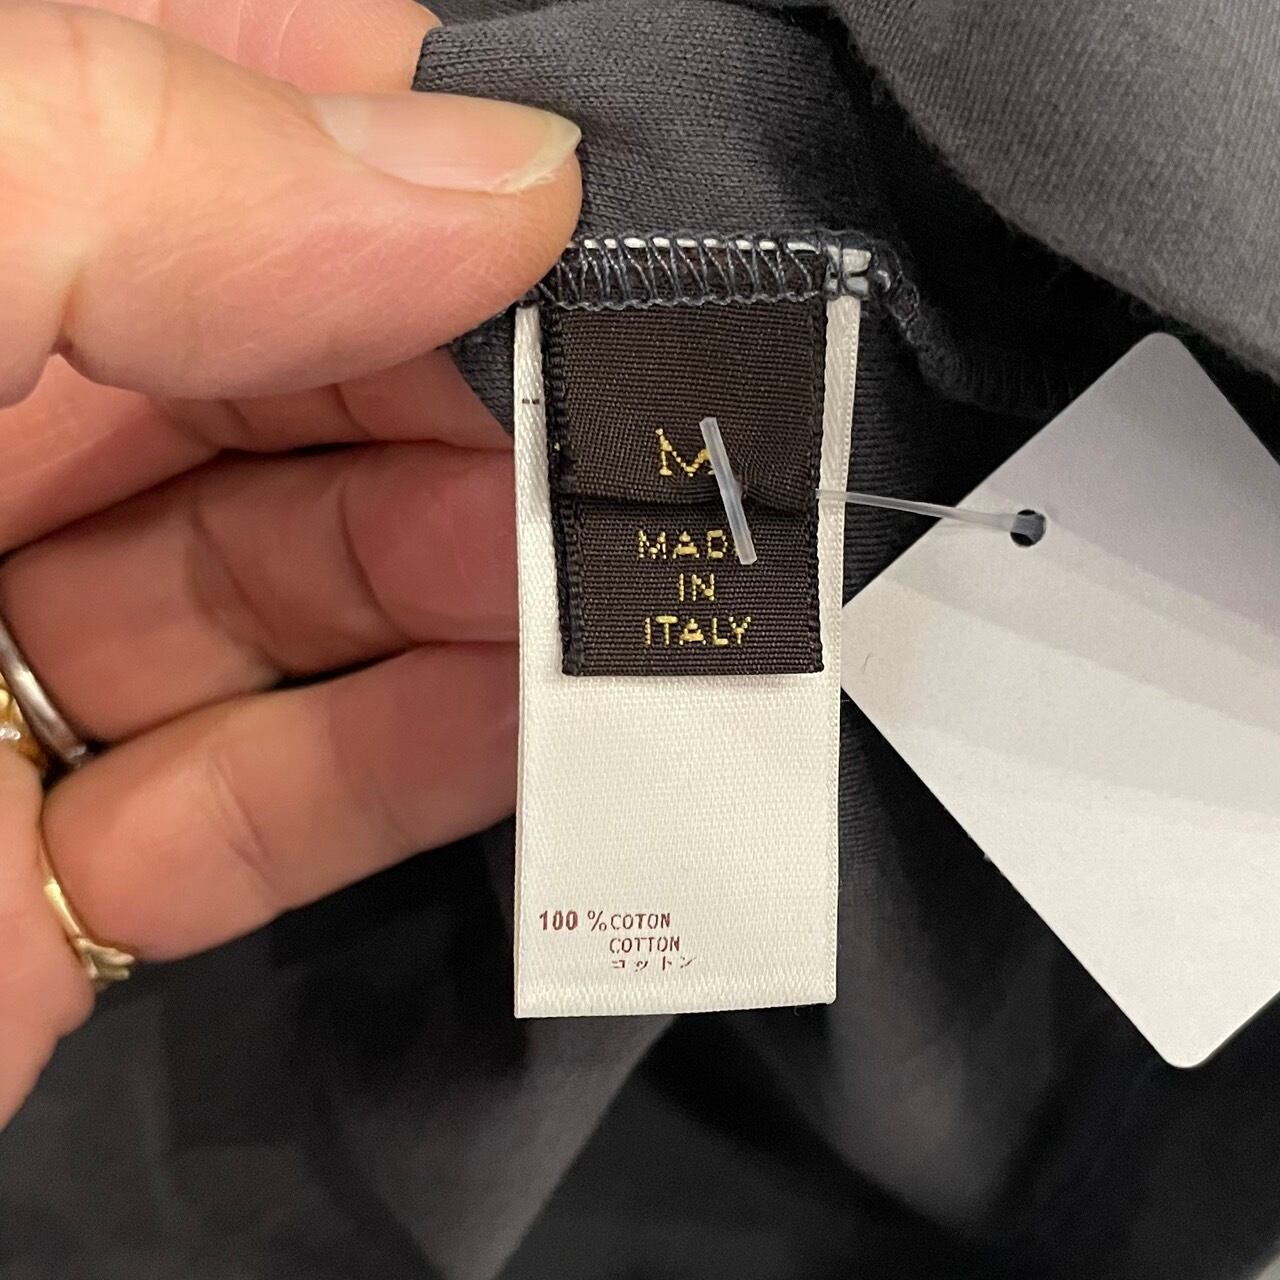 M
MADE
IN
ITALY
100 % COTON
COTTON
コットン